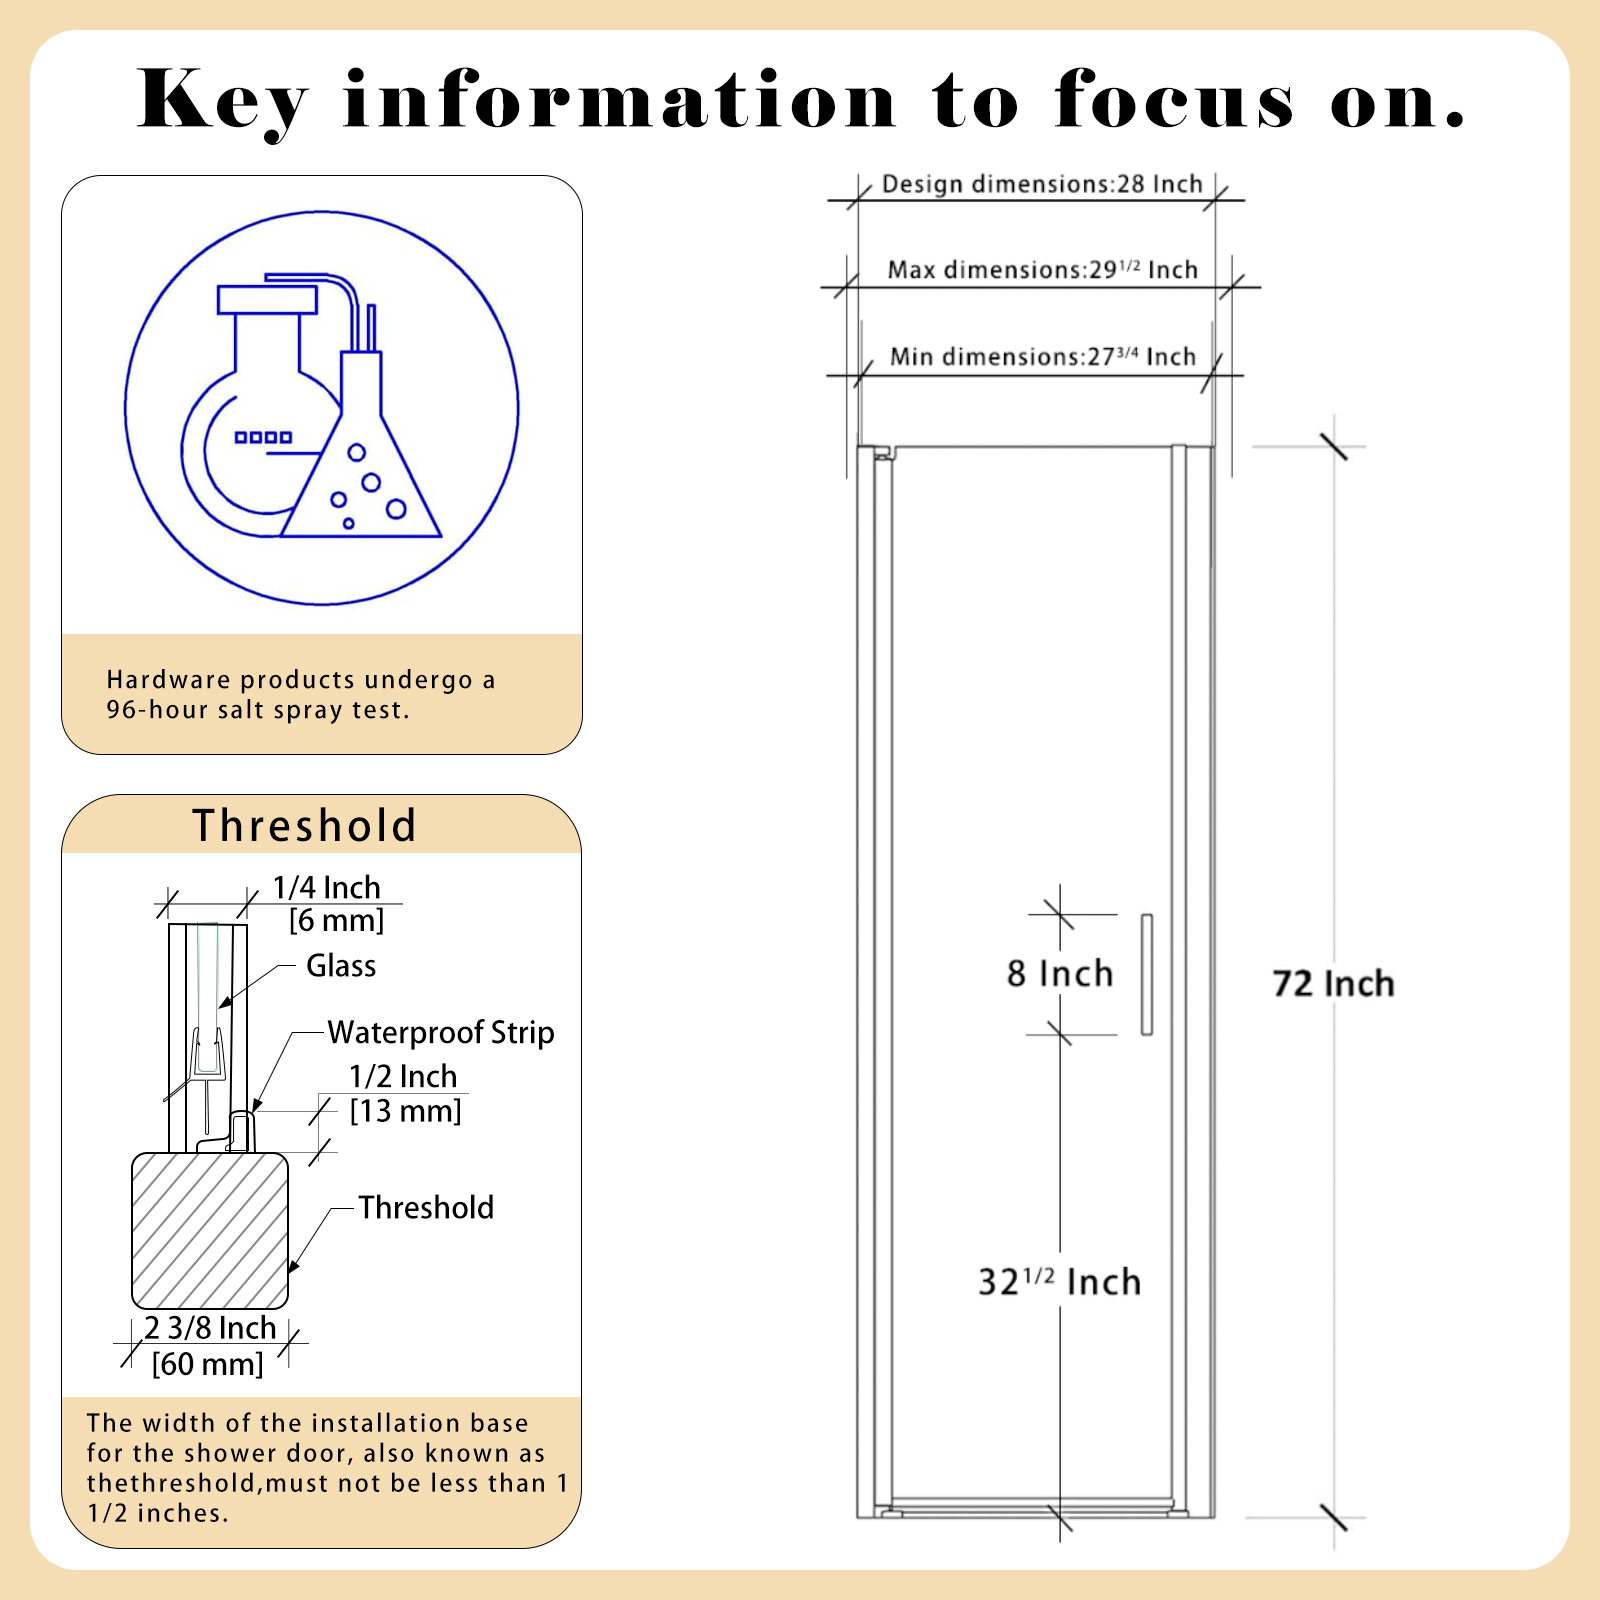 Key information to focus on.
Hardware products undergo a
96-hour salt spray test.
Threshold
1/4 Inch
[6 mm]
Glass
Waterproof Strip
1/2 Inch
[13 mm]
Threshold
2 3/8 Inch
[60 mm]
The width of the installation base
for the shower door, also known as
thethreshold,must not be less than 1
1/2 inches.
Design dimensions:28 Inch
Max dimensions:29 1/2 Inch
Min dimensions:27 3/4 Inch
8 Inch
72 Inch
32 1/2 Inch